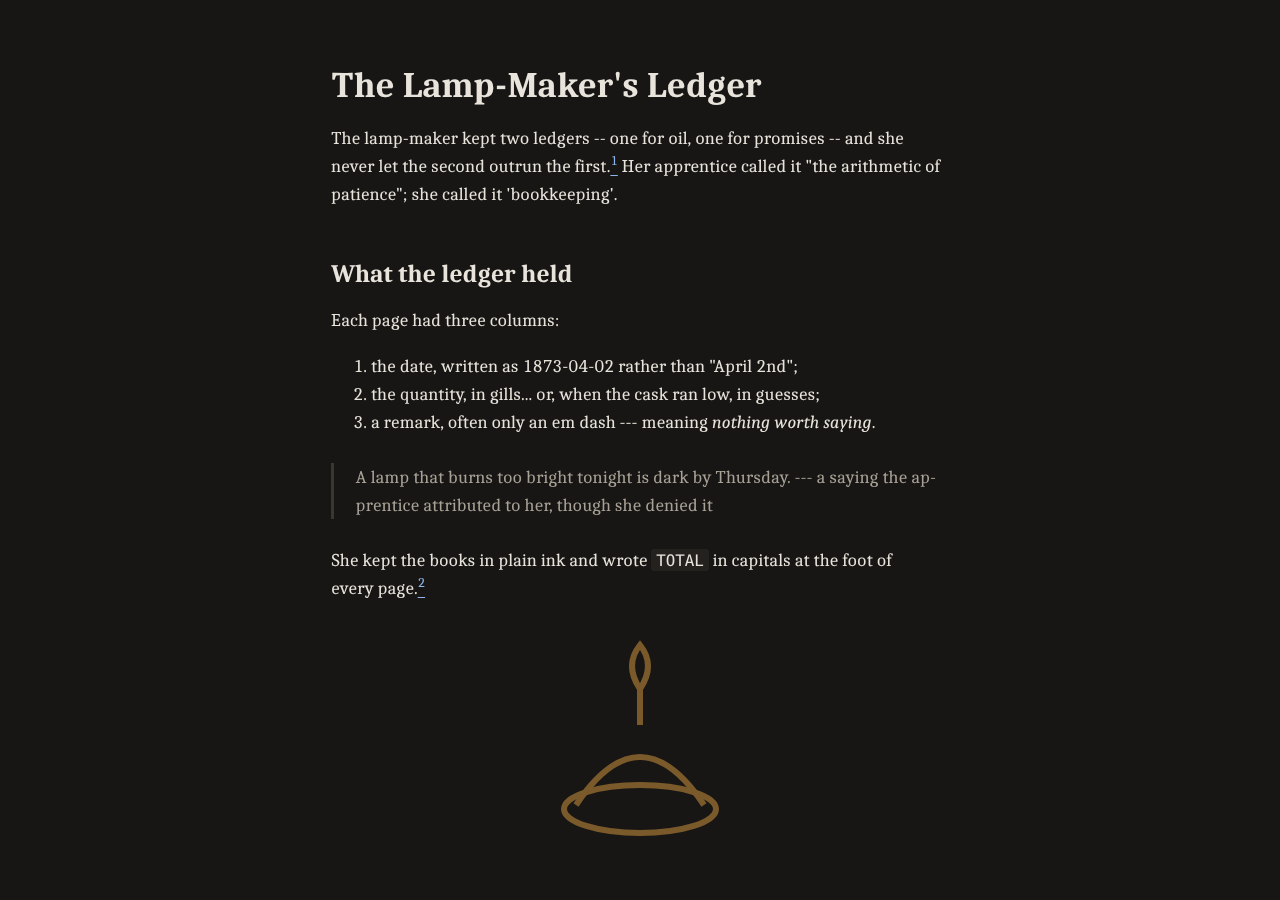 The Lamp-Maker's Ledger
The lamp-maker kept two ledgers -- one for oil, one for promises -- and she
never let the second outrun the first.1 Her apprentice called it "the arithmetic of
patience"; she called it 'bookkeeping'.
What the ledger held
Each page had three columns:
1. the date, written as 1873-04-02 rather than "April 2nd";
2. the quantity, in gills... or, when the cask ran low, in guesses;
3. a remark, often only an em dash --- meaning nothing worth saying.
A lamp that burns too bright tonight is dark by Thursday. --- a saying the ap-
prentice attributed to her, though she denied it
She kept the books in plain ink and wrote TOTAL in capitals at the foot of
every page.2